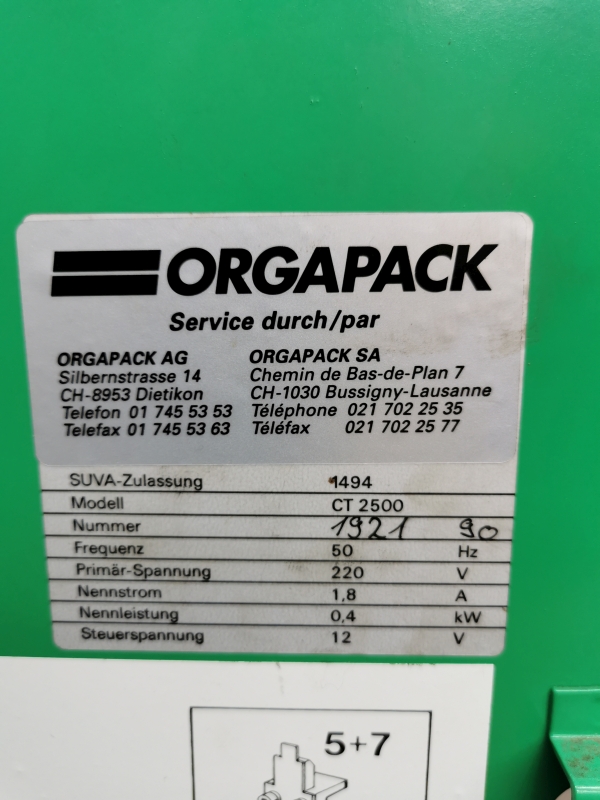 ORGAPACK
Service durch/par
ORGAPACK AG
Silbernstrasse 14
CH-8953 Dietikon
Telefon 01 745 53 53
Telefax 01 745 53 63
ORGAPACK SA
Chemin de Bas-de-Plan 7
CH-1030 Bussigny-Lausanne
Téléphone 021 702 25 35
Téléfax 021 702 25 77
SUVA-Zulassung 1494
Modell CT 2500
Nummer 1921 90
Frequenz 50 Hz
Primär-Spannung 220 V
Nennstrom 1,8 A
Nennleistung 0,4 kW
Steuerspannung 12 V
5+7